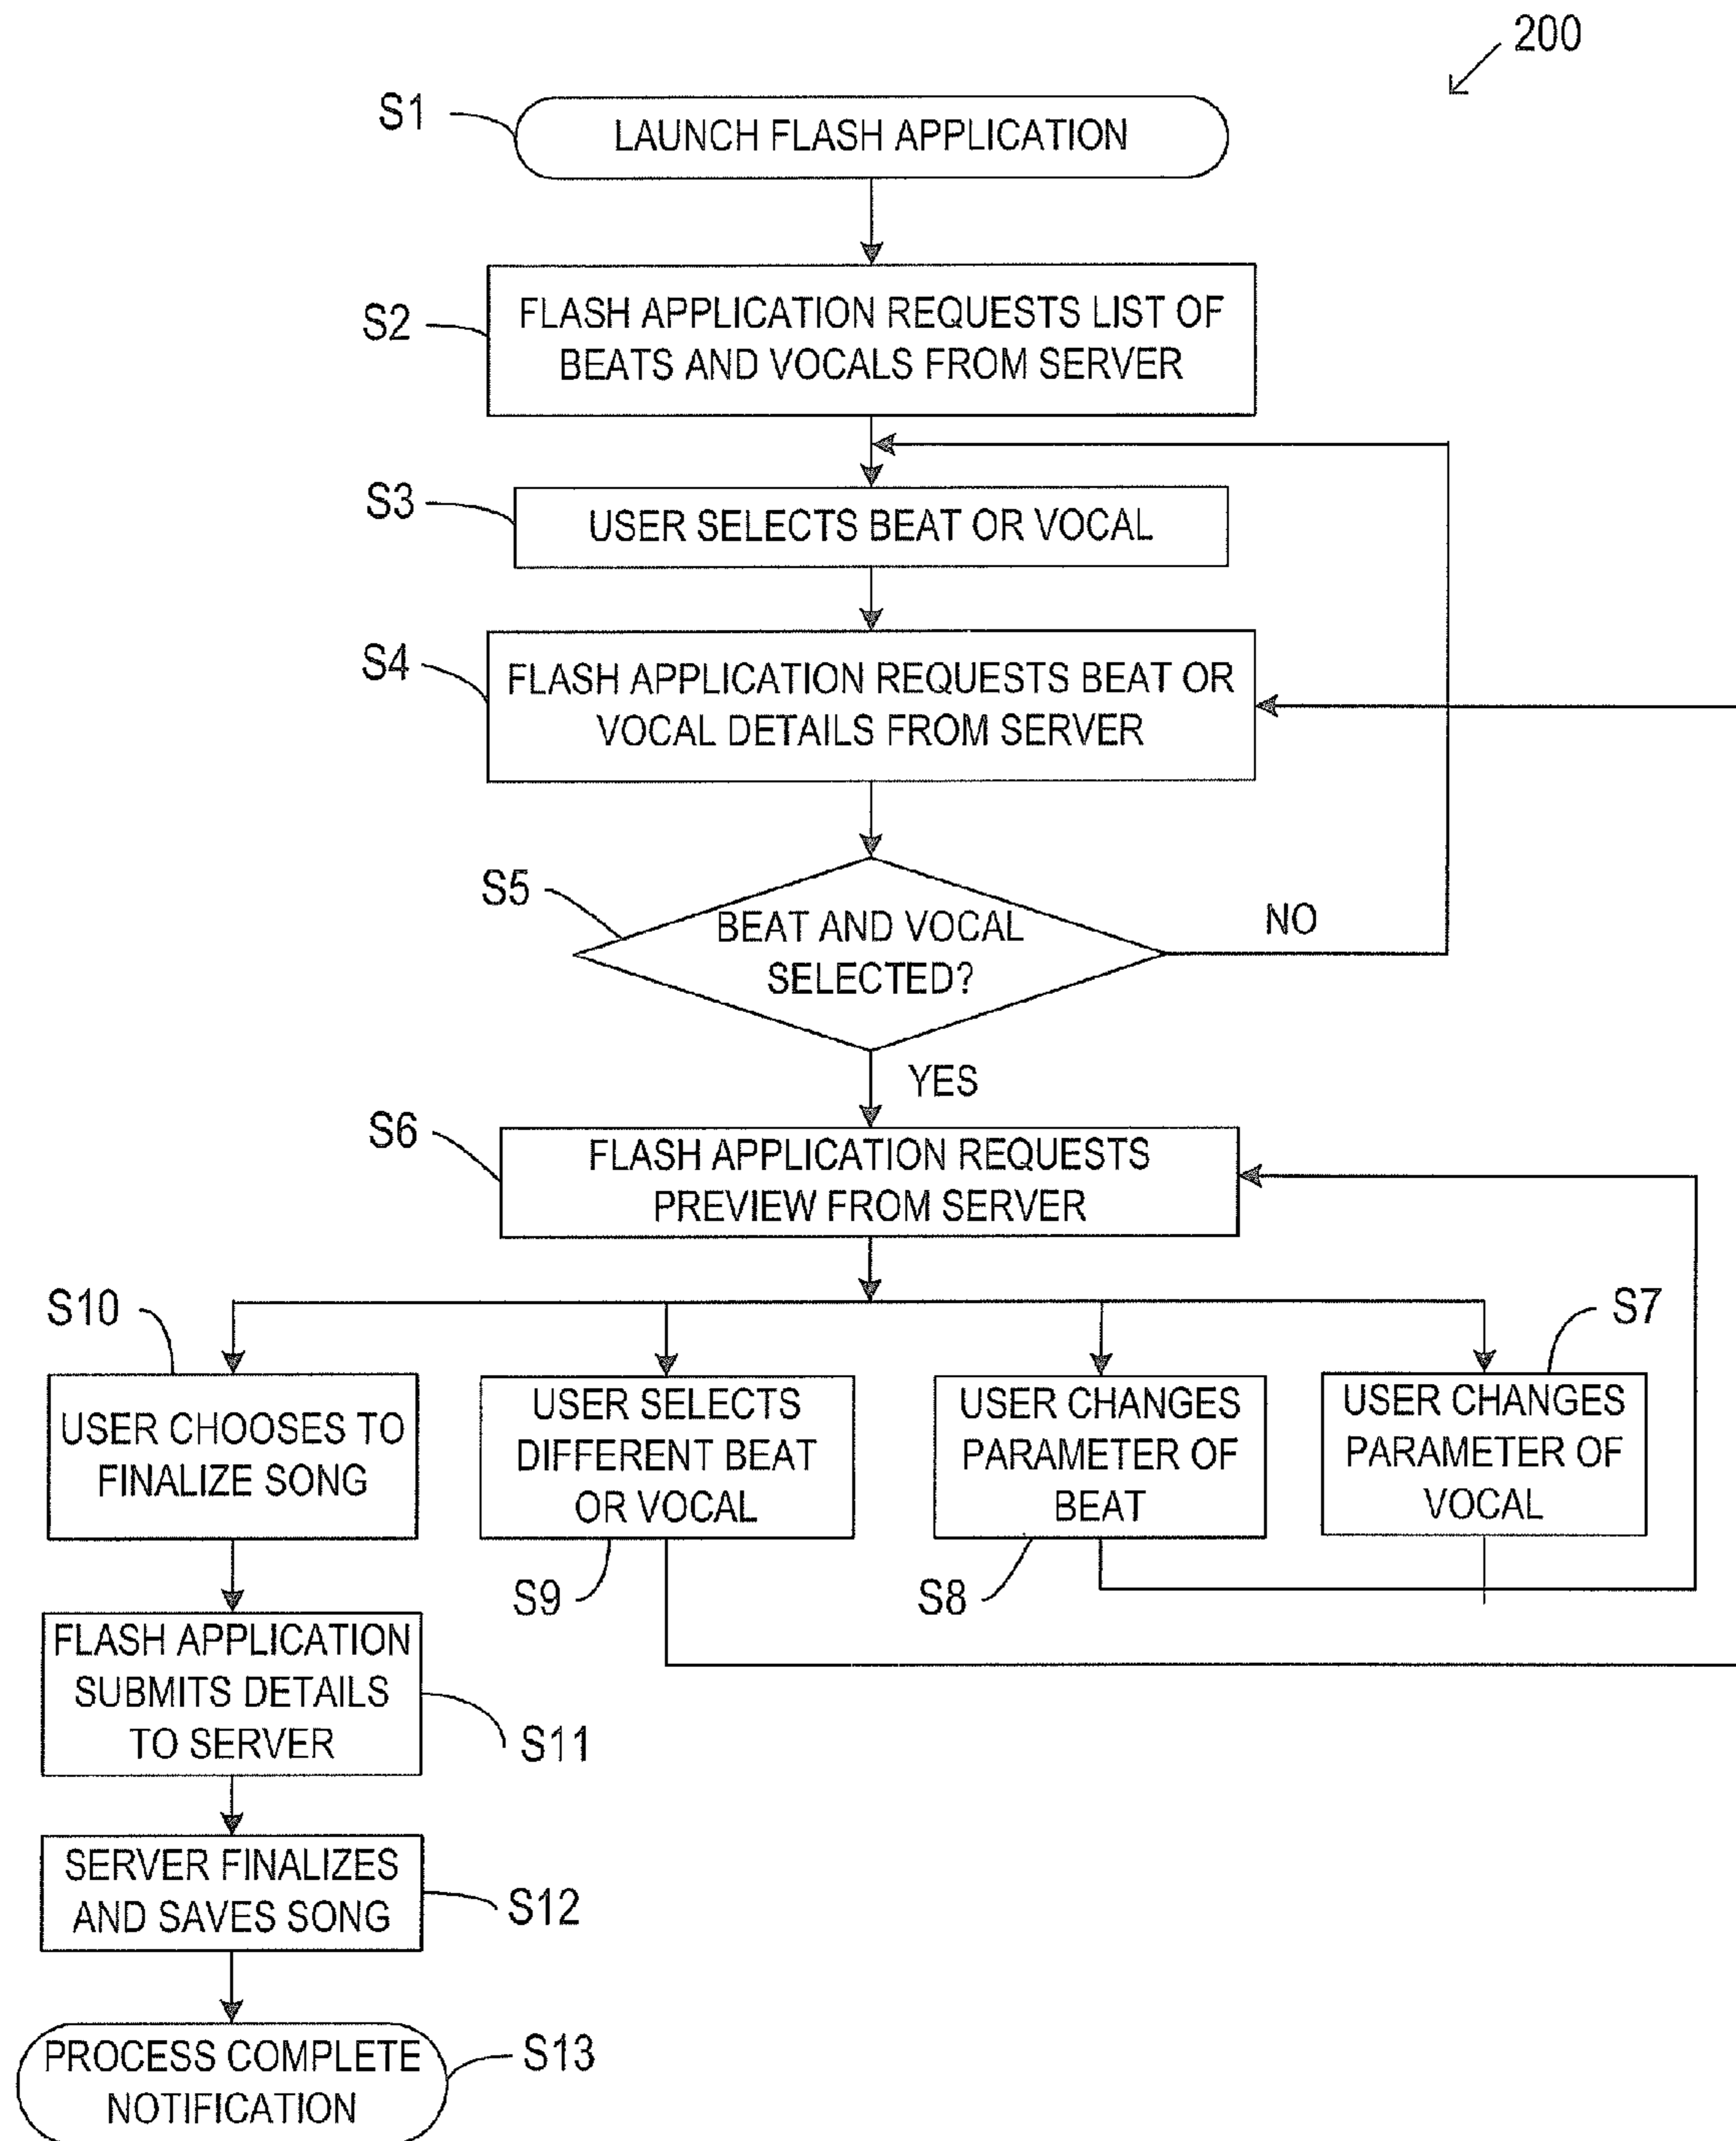 200
S1
LAUNCH FLASH APPLICATION
S2
FLASH APPLICATION REQUESTS LIST OF
BEATS AND VOCALS FROM SERVER
S3
USER SELECTS BEAT OR VOCAL
S4
FLASH APPLICATION REQUESTS BEAT OR
VOCAL DETAILS FROM SERVER
S5
BEAT AND VOCAL
SELECTED?
NO
YES
S6
FLASH APPLICATION REQUESTS
PREVIEW FROM SERVER
S10
USER CHOOSES TO
FINALIZE SONG
USER SELECTS
DIFFERENT BEAT
OR VOCAL
S9
USER CHANGES
PARAMETER OF
BEAT
S8
S7
USER CHANGES
PARAMETER OF
VOCAL
FLASH APPLICATION
SUBMITS DETAILS
TO SERVER
S11
SERVER FINALIZES
AND SAVES SONG
S12
PROCESS COMPLETE
NOTIFICATION
S13